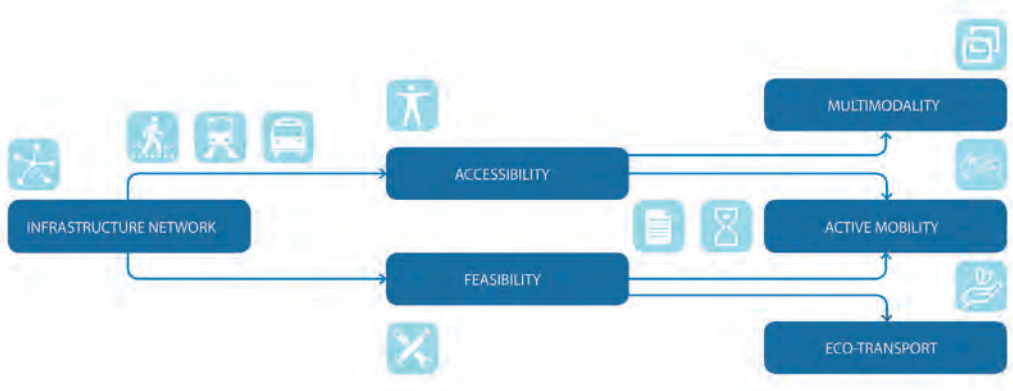 MULTIMODALITY
ACCESSIBILITY
INFRASTRUCTURE NETWORK
ACTIVE MOBILITY
FEASIBILITY
ECO-TRANSPORT